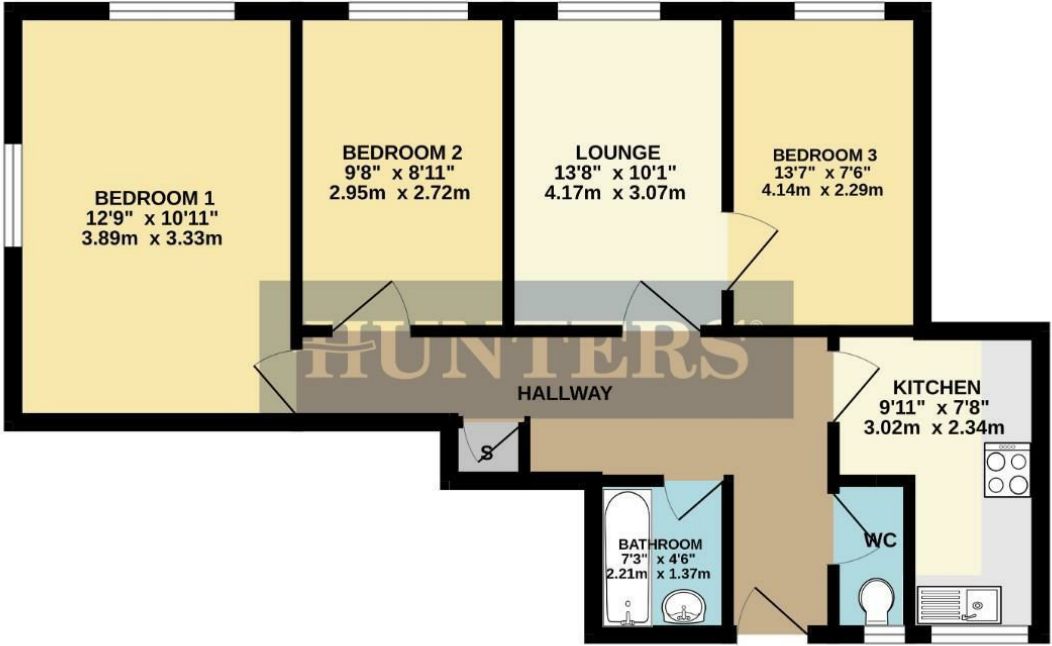 BEDROOM 1
12'9" x 10'11"
3.89m x 3.33m
BEDROOM 2
9'8" x 8'11"
2.95m x 2.72m
LOUNGE
13'8" x 10'1"
4.17m x 3.07m
BEDROOM 3
13'7" x 7'6"
4.14m x 2.29m
HUNTERS®
HALLWAY
KITCHEN
9'11" x 7'8"
3.02m x 2.34m
S
BATHROOM
7'3" x 4'6"
2.21m x 1.37m
WC